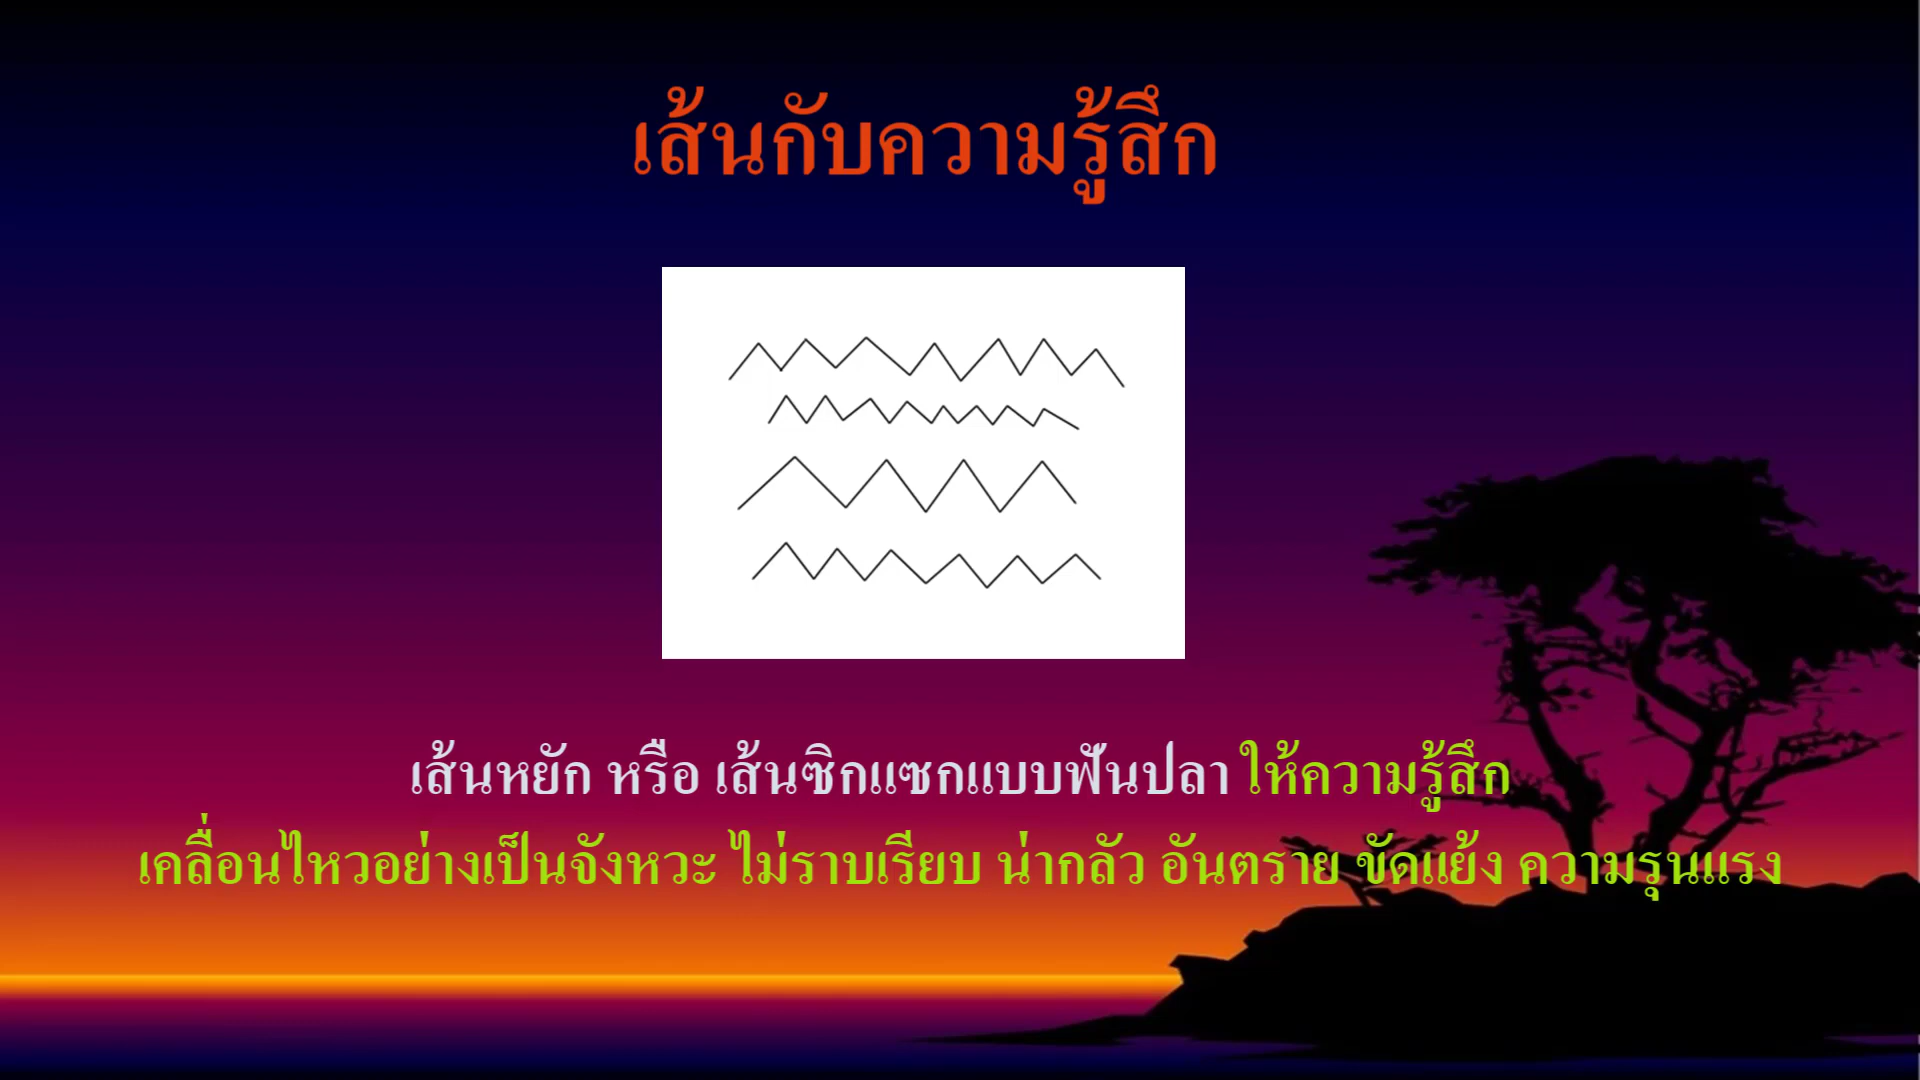 เส้นกับความรู้สึก
เส้นหยัก หรือ เส้นซิกแซกแบบฟันปลา ให้ความรู้สึก
เคลื่อนไหวอย่างเป็นจังหวะ ไม่ราบเรียบ น่ากลัว อันตราย ขัดแย้ง ความรุนแรง